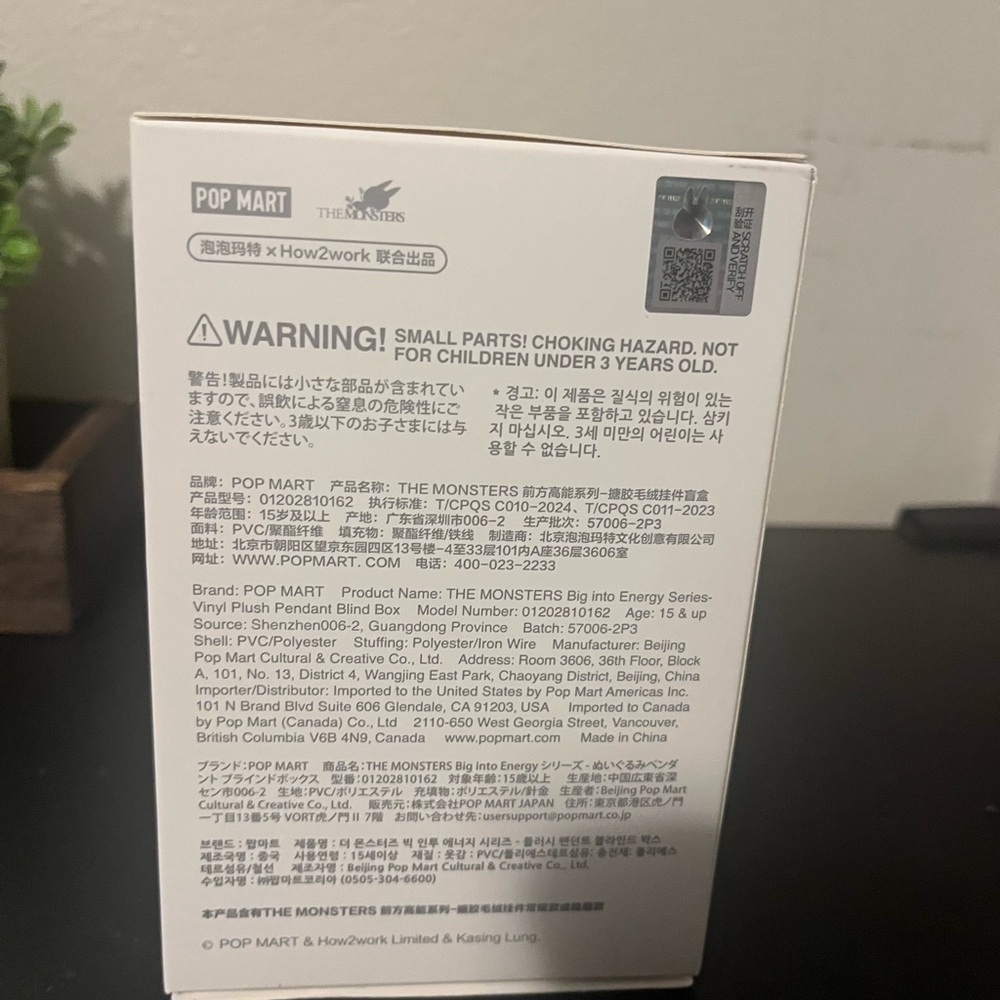 POP MART
THE MONSTERS
泡泡玛特 × How2work 联合出品
开拓 SCRATCH OFF
刮验 AND VERIFY
WARNING! SMALL PARTS! CHOKING HAZARD. NOT
FOR CHILDREN UNDER 3 YEARS OLD.
警告!製品には小さな部品が含まれてい
ますので、誤飲による窒息の危険性にご
注意ください。3歳以下のお子さまには与
えないでください。
* 경고: 이 제품은 질식의 위험이 있는
작은 부품을 포함하고 있습니다. 삼키
지 마십시오. 3세 미만의 어린이는 사
용할 수 없습니다.
品牌: POP MART 产品名称: THE MONSTERS 前方高能系列-搪胶毛绒挂件盲盒
产品型号: 01202810162 执行标准: T/CPQS C010-2024、T/CPQS C011-2023
年龄范围: 15岁及以上 产地: 广东省深圳市006-2 生产批次: 57006-2P3
面料: PVC/聚酯纤维 填充物: 聚酯纤维/铁线 制造商: 北京泡泡玛特文化创意有限公司
地址: 北京市朝阳区望京东园四区13号楼-4至33层101内A座36层3606室
网址: WWW.POPMART. COM 电话: 400-023-2233
Brand: POP MART Product Name: THE MONSTERS Big into Energy Series-
Vinyl Plush Pendant Blind Box Model Number: 01202810162 Age: 15 & up
Source: Shenzhen006-2, Guangdong Province Batch: 57006-2P3
Shell: PVC/Polyester Stuffing: Polyester/Iron Wire Manufacturer: Beijing
Pop Mart Cultural & Creative Co., Ltd. Address: Room 3606, 36th Floor, Block
A, 101, No. 13, District 4, Wangjing East Park, Chaoyang District, Beijing, China
Importer/Distributor: Imported to the United States by Pop Mart Americas Inc.
101 N Brand Blvd Suite 606 Glendale, CA 91203, USA Imported to Canada
by Pop Mart (Canada) Co., Ltd 2110-650 West Georgia Street, Vancouver,
British Columbia V6B 4N9, Canada www.popmart.com Made in China
ブランド:POP MART 商品名:THE MONSTERS Big into Energy シリーズ - ぬいぐるみペンダ
ント ブラインドボックス 型番:01202810162 対象年齢:15歳以上 生産地:中国広東省深
セン市006-2 生地:PVC/ポリエステル 充填物:ポリエステル/針金 生産者:Beijing Pop Mart
Cultural & Creative Co., Ltd. 販売元:株式会社POP MART JAPAN 住所:東京都港区虎ノ門
一丁目13番5号 VORT虎ノ門 II 7階 お問い合わせ先:usersupport@popmart.co.jp
브랜드 : 팝마트 제품명 : 더 몬스터즈 빅 인투 에너지 시리즈 - 플러시 팬던트 블라인드 박스
제조국명 : 중국 사용연령 : 15세이상 재질 : 옷감 : PVC/폴리에스테르섬유: 충전재: 폴리에스
테르섬유/철선 제조자명 : Beijing Pop Mart Cultural & Creative Co., Ltd.
수입자명 : ㈜팝마트코리아 (0505-304-6600)
本产品含有THE MONSTERS 前方高能系列-搪胶毛绒挂件常规款或隐藏款
© POP MART & How2work Limited & Kasing Lung.